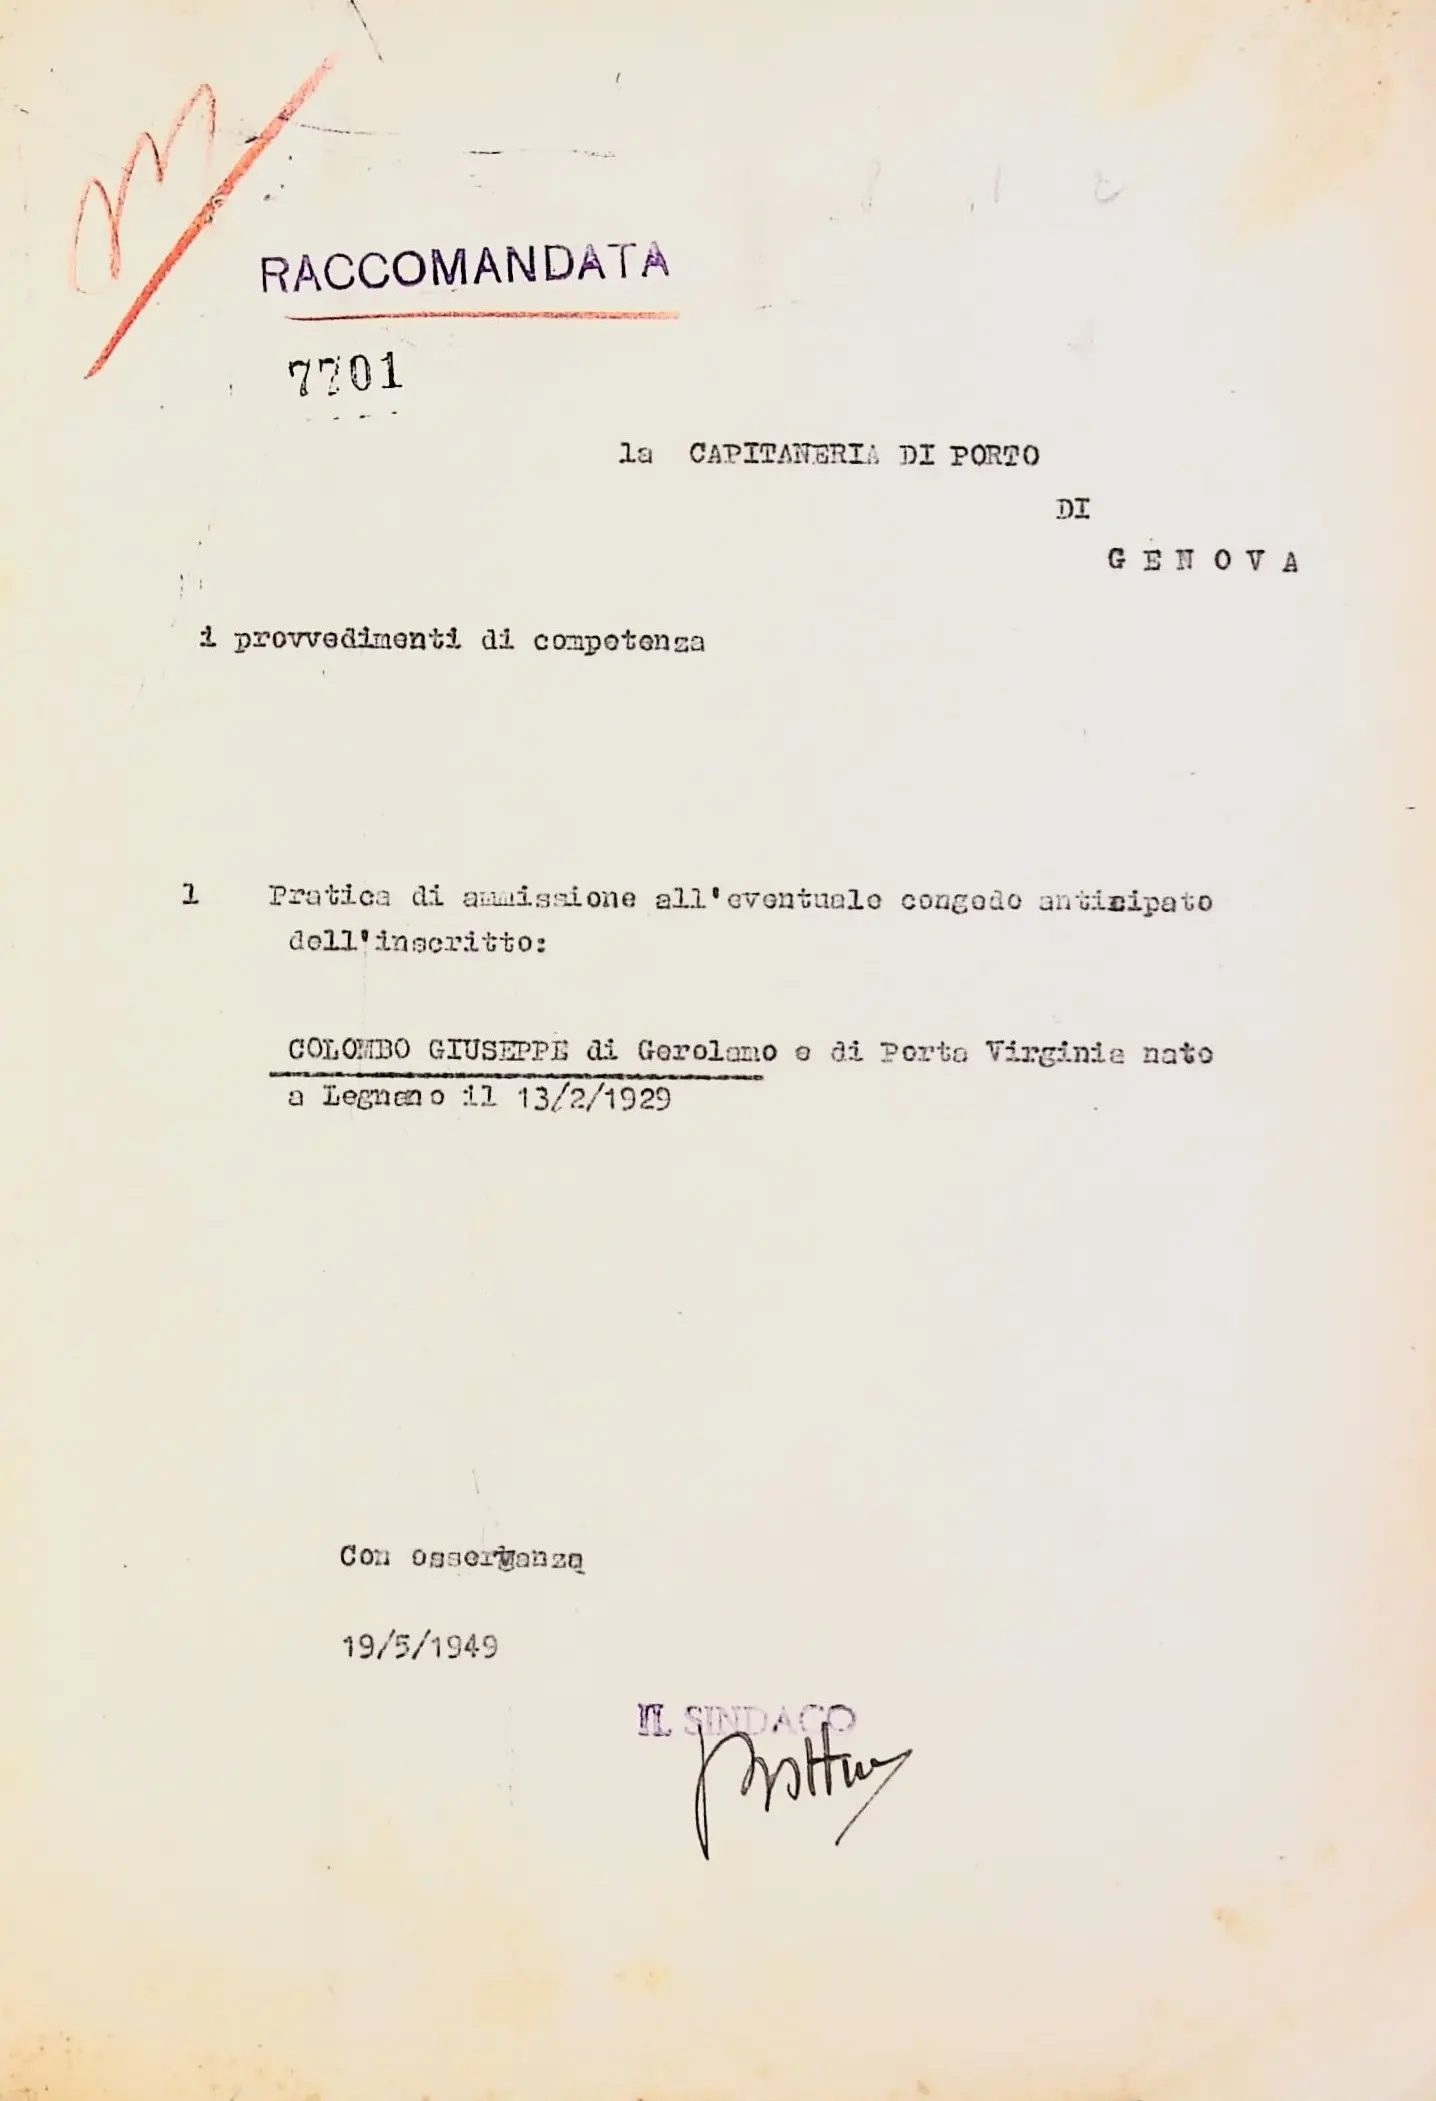 RACCOMANDATA
7701
la CAPITANERIA DI PORTO
DI
GENOVA
i provvedimenti di competenza
1 Pratica di ammissione all'eventuale congedo anticipato
dell'inscritto:
COLOMBO GIUSEPPE di Gerolamo e di Porta Virginia nato
a Legnano il 13/2/1929
Con osservanza
19/5/1949
IL SINDACO